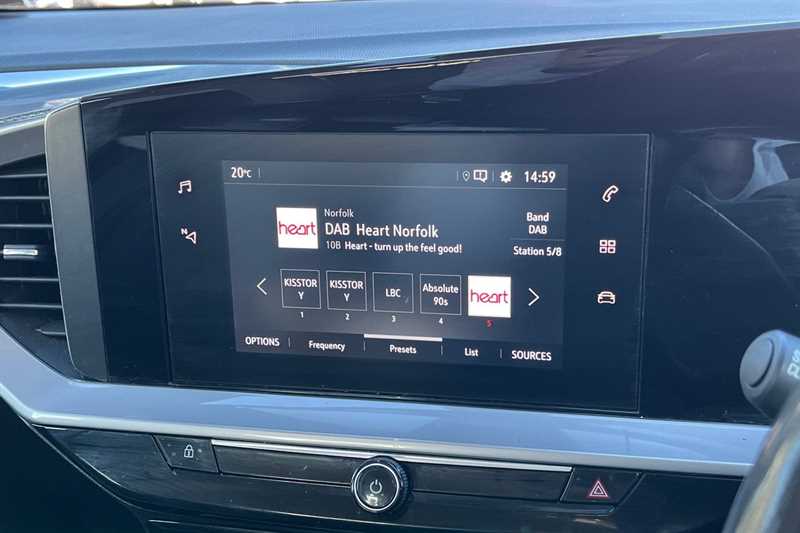 20°C
14:59
N
heart
Norfolk
DAB Heart Norfolk
10B Heart - turn up the feel good!
Band
DAB
Station 5/8
KISSTOR
Y
KISSTOR
Y
LBC
Absolute
90s
heart
1
2
3
4
5
OPTIONS
Frequency
Presets
List
SOURCES